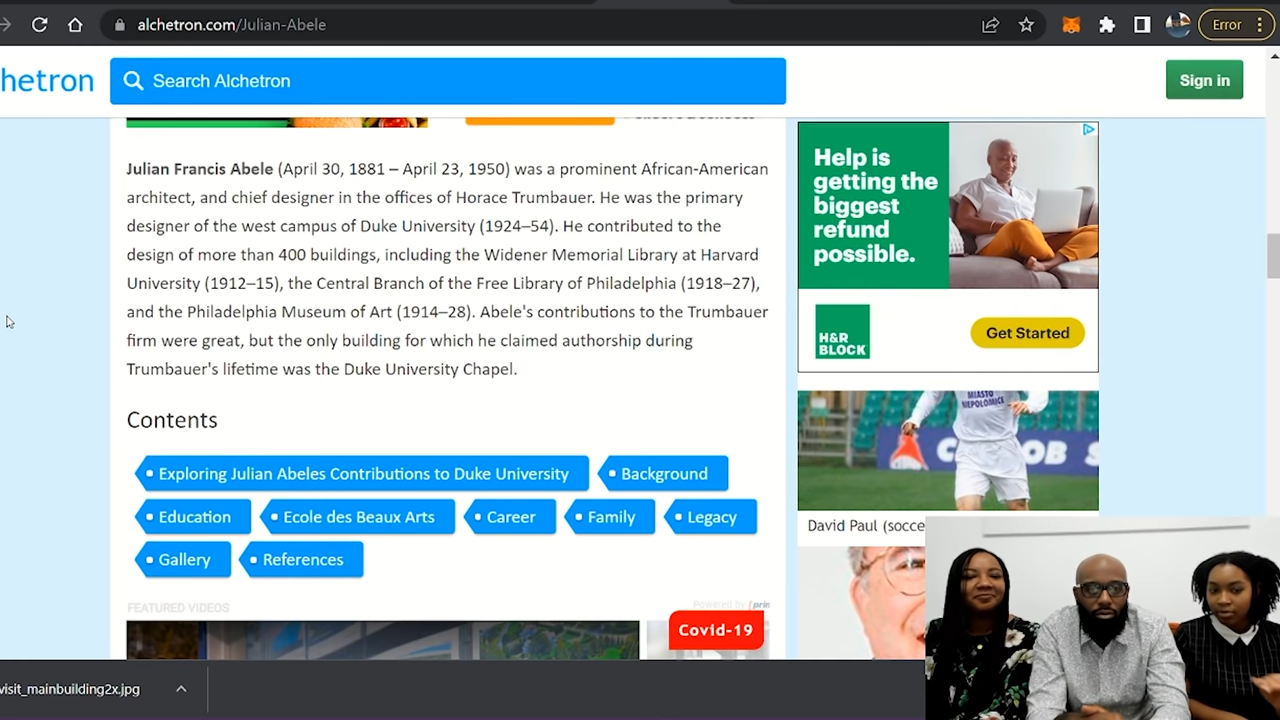 alchetron.com/Julian-Abele
Error
hetron
Search Alchetron
Sign in
Julian Francis Abele (April 30, 1881 – April 23, 1950) was a prominent African-American
architect, and chief designer in the offices of Horace Trumbauer. He was the primary
designer of the west campus of Duke University (1924–54). He contributed to the
design of more than 400 buildings, including the Widener Memorial Library at Harvard
University (1912–15), the Central Branch of the Free Library of Philadelphia (1918–27),
and the Philadelphia Museum of Art (1914–28). Abele's contributions to the Trumbauer
firm were great, but the only building for which he claimed authorship during
Trumbauer's lifetime was the Duke University Chapel.
Contents
• Exploring Julian Abeles Contributions to Duke University
• Background
• Education
• Ecole des Beaux Arts
• Career
• Family
• Legacy
• Gallery
• References
FEATURED VIDEOS
Powered by
Covid-19
Help is
getting the
biggest
refund
possible.
H&R
BLOCK
Get Started
MIASTO
NIEPOLOMICE
David Paul (socce
visit_mainbuilding2x.jpg